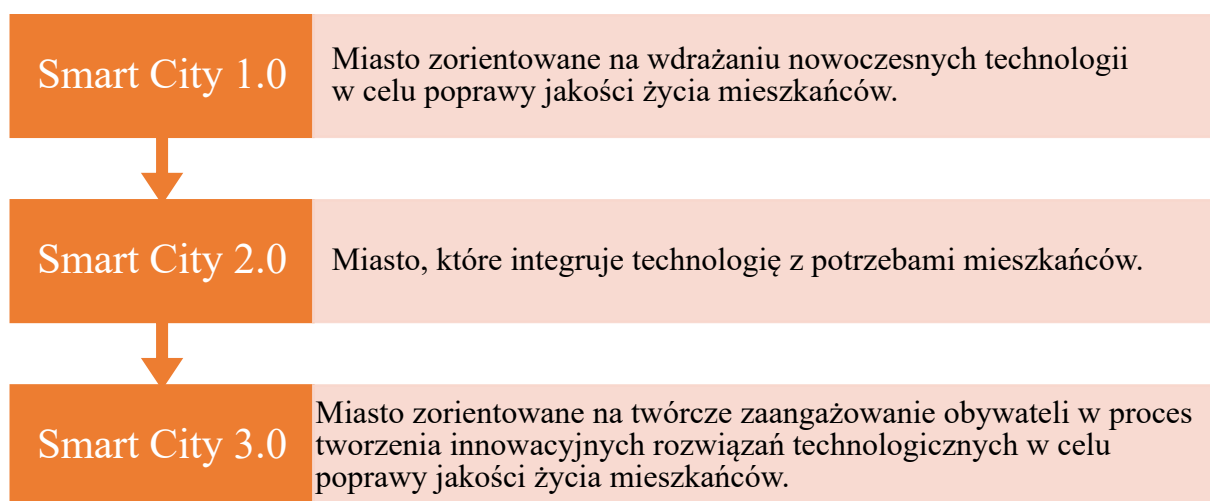 Smart City 1.0
Miasto zorientowane na wdrażaniu nowoczesnych technologii
w celu poprawy jakości życia mieszkańców.
Smart City 2.0
Miasto, które integruje technologię z potrzebami mieszkańców.
Smart City 3.0
Miasto zorientowane na twórcze zaangażowanie obywateli w proces
tworzenia innowacyjnych rozwiązań technologicznych w celu
poprawy jakości życia mieszkańców.